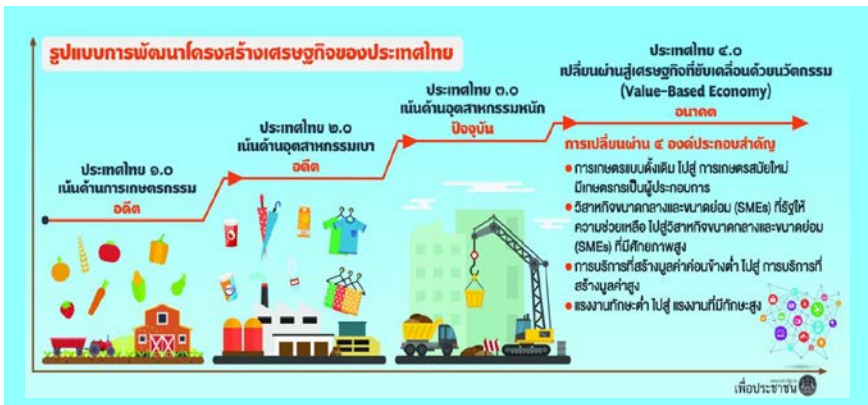 รูปแบบการพัฒนาโครงสร้างเศรษฐกิจของประเทศไทย
ประเทศไทย ๑.๐
เน้นด้านการเกษตรกรรม
อดีต
ประเทศไทย ๒.๐
เน้นด้านอุตสาหกรรมเบา
อดีต
ประเทศไทย ๓.๐
เน้นด้านอุตสาหกรรมหนัก
ปัจจุบัน
ประเทศไทย ๔.๐
เปลี่ยนผ่านสู่เศรษฐกิจที่ขับเคลื่อนด้วยนวัตกรรม
(Value-Based Economy)
อนาคต
การเปลี่ยนผ่าน ๔ องค์ประกอบสำคัญ
● การเกษตรแบบดั้งเดิม ไปสู่ การเกษตรสมัยใหม่
มีเกษตรกรเป็นผู้ประกอบการ
● วิสาหกิจขนาดกลางและขนาดย่อม (SMEs) ที่รัฐให้
ความช่วยเหลือ ไปสู่วิสาหกิจขนาดกลางและขนาดย่อม
(SMEs) ที่มีศักยภาพสูง
● การบริการที่สร้างมูลค่าค่อนข้างต่ำ ไปสู่ การบริการที่
สร้างมูลค่าสูง
● แรงงานทักษะต่ำ ไปสู่ แรงงานที่มีทักษะสูง
เพื่อประชาชน